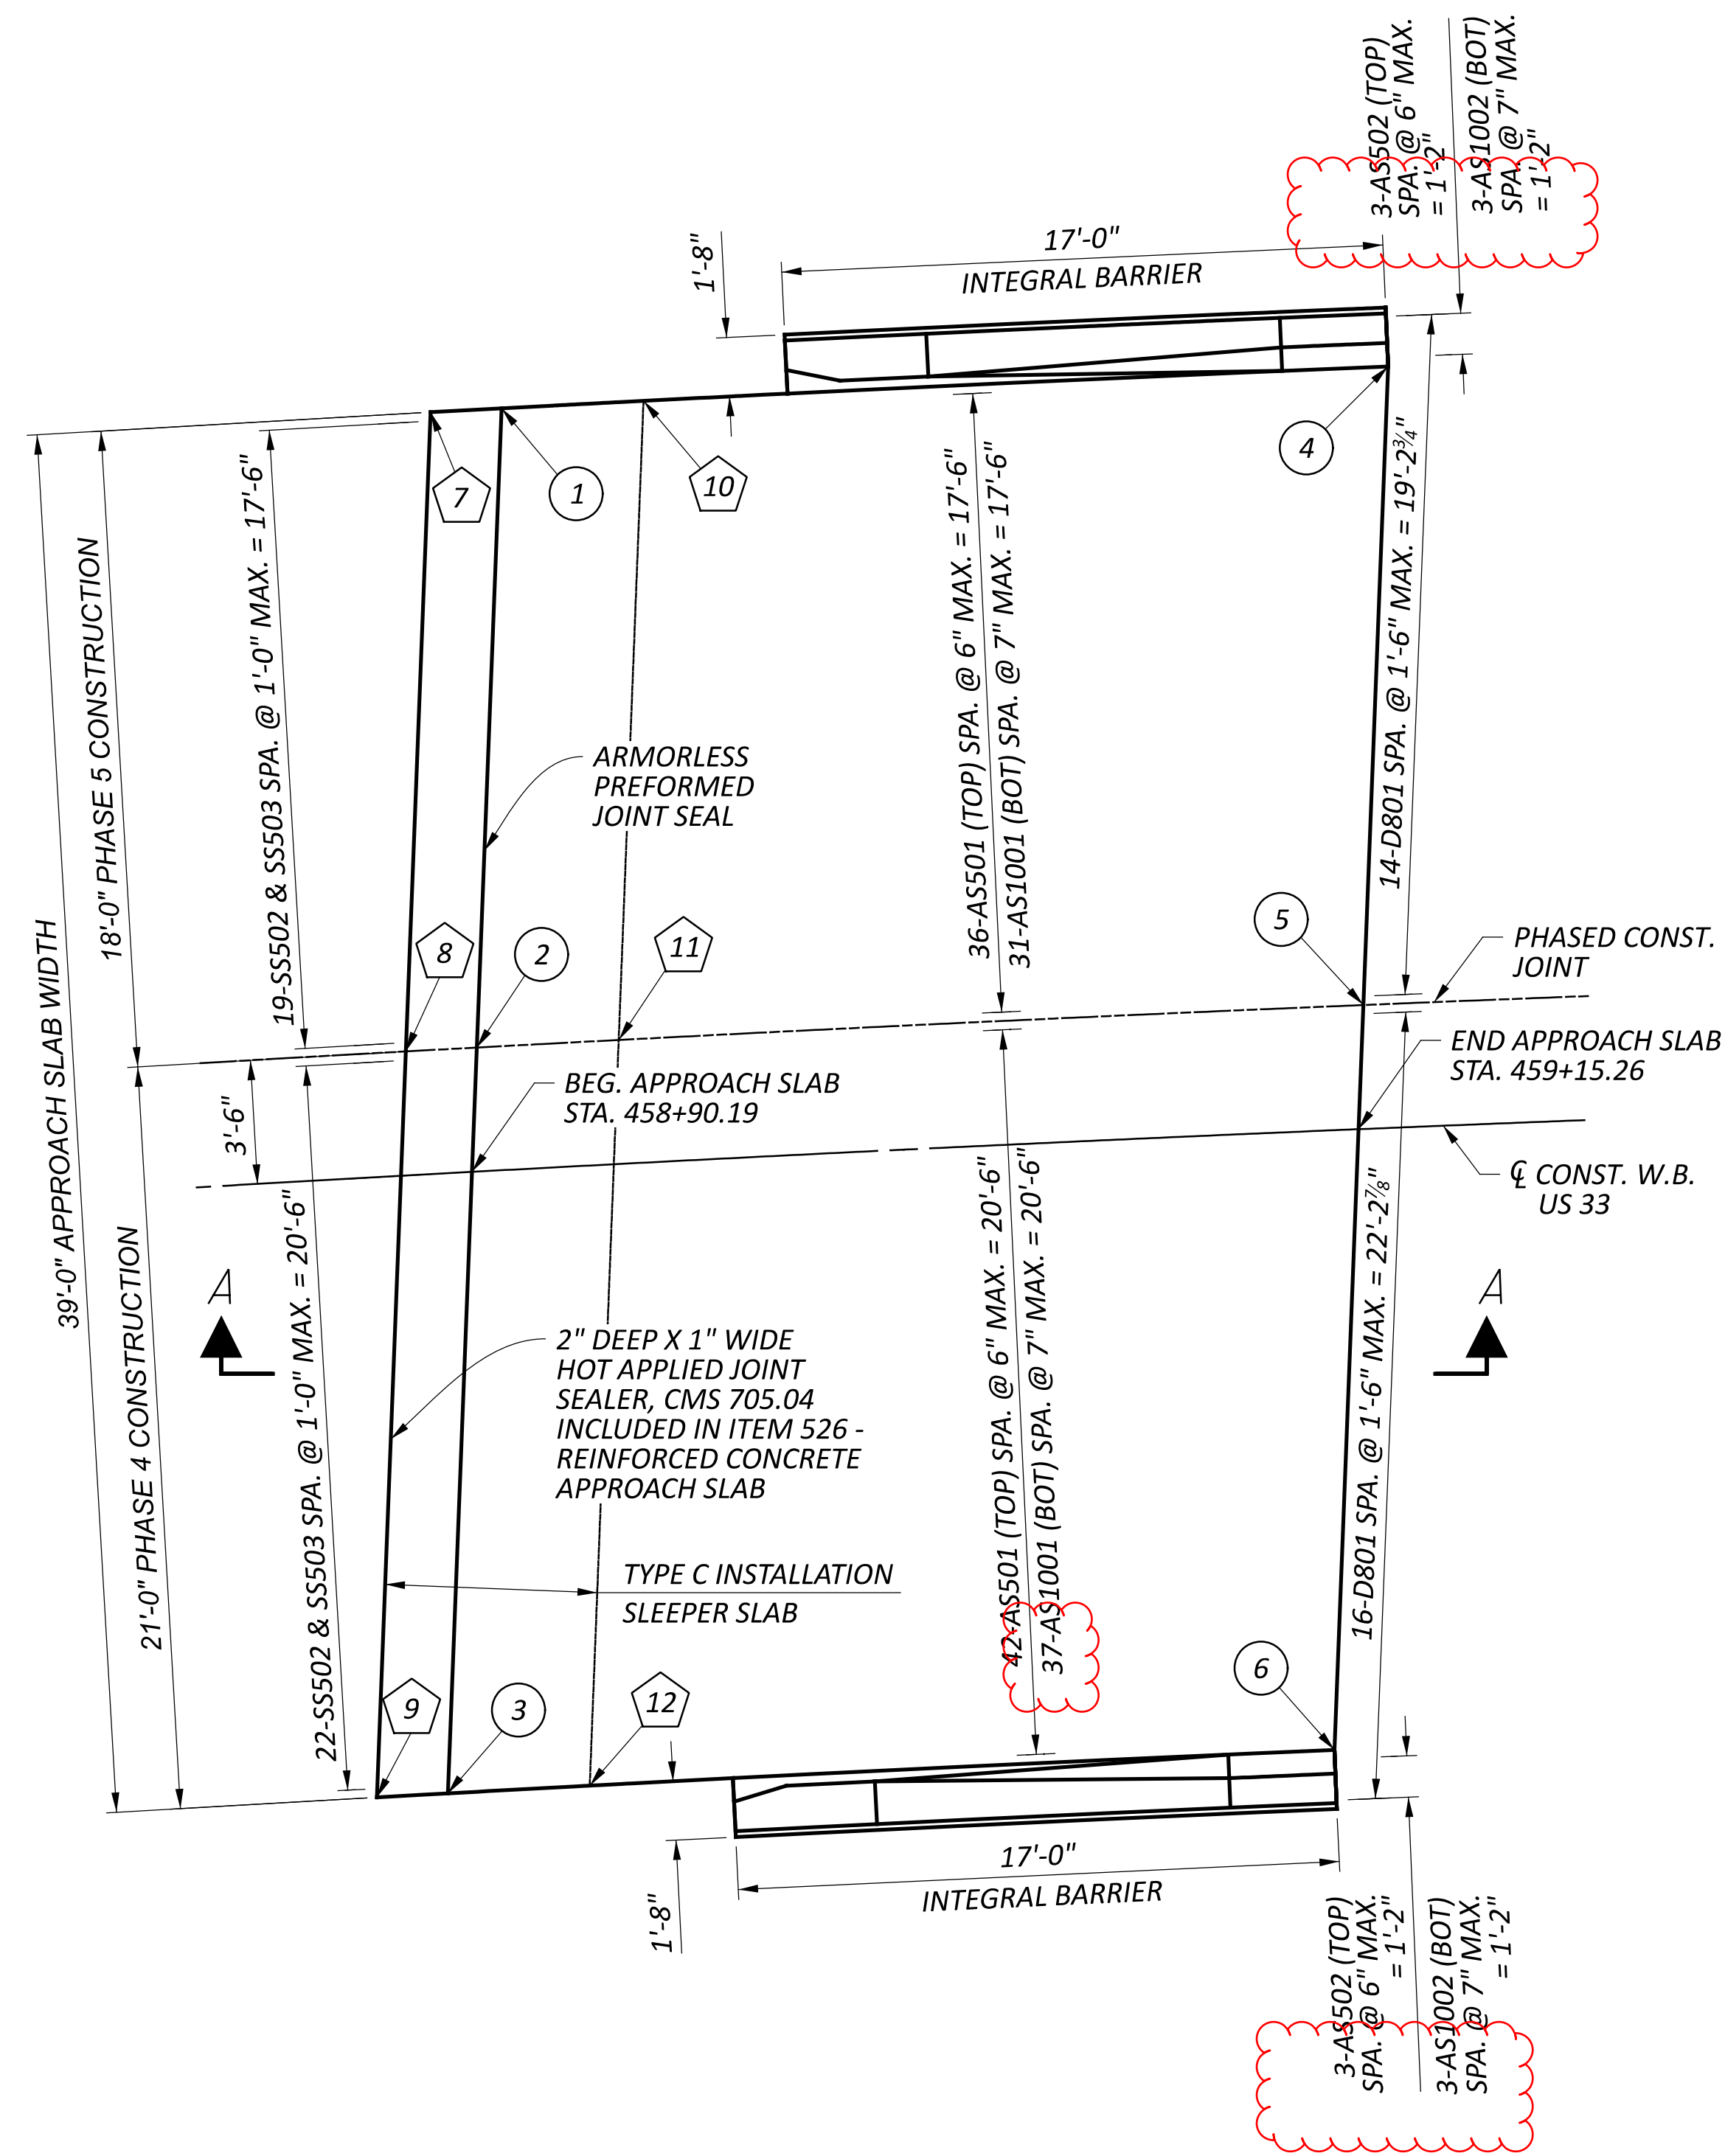 3-AS502 (TOP)
SPA. @ 6" MAX.
= 1'-2"
3-AS1002 (BOT)
SPA. @ 7" MAX.
= 1'-2"
1'-8"
17'-0"
INTEGRAL BARRIER
39'-0" APPROACH SLAB WIDTH
18'-0" PHASE 5 CONSTRUCTION
19-SS502 & SS503 SPA. @ 1'-0" MAX. = 17'-6"
7
1
10
4
36-AS501 (TOP) SPA. @ 6" MAX. = 17'-6"
31-AS1001 (BOT) SPA. @ 7" MAX. = 17'-6"
14-D801 SPA. @ 1'-6" MAX. = 19'-2¾"
ARMORLESS
PREFORMED
JOINT SEAL
8
2
11
5
PHASED CONST.
JOINT
END APPROACH SLAB
STA. 459+15.26
BEG. APPROACH SLAB
STA. 458+90.19
3'-6"
℄ CONST. W.B.
US 33
21'-0" PHASE 4 CONSTRUCTION
22-SS502 & SS503 SPA. @ 1'-0" MAX. = 20'-6"
42-AS501 (TOP) SPA. @ 6" MAX. = 20'-6"
37-AS1001 (BOT) SPA. @ 7" MAX. = 20'-6"
16-D801 SPA. @ 1'-6" MAX. = 22'-2⅞"
A
A
2" DEEP X 1" WIDE
HOT APPLIED JOINT
SEALER, CMS 705.04
INCLUDED IN ITEM 526 -
REINFORCED CONCRETE
APPROACH SLAB
TYPE C INSTALLATION
SLEEPER SLAB
9
3
12
6
17'-0"
INTEGRAL BARRIER
1'-8"
3-AS502 (TOP)
SPA. @ 6" MAX.
= 1'-2"
3-AS1002 (BOT)
SPA. @ 7" MAX.
= 1'-2"